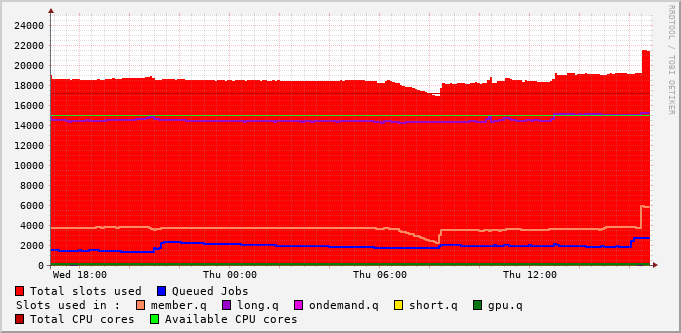 24000
22000
20000
18000
16000
14000
12000
10000
8000
6000
4000
2000
0
Wed 18:00 Thu 00:00 Thu 06:00 Thu 12:00
RRDTOOL / TOBI OETIKER
Total slots used Queued Jobs
Slots used in : member.q long.q ondemand.q short.q gpu.q
Total CPU cores Available CPU cores